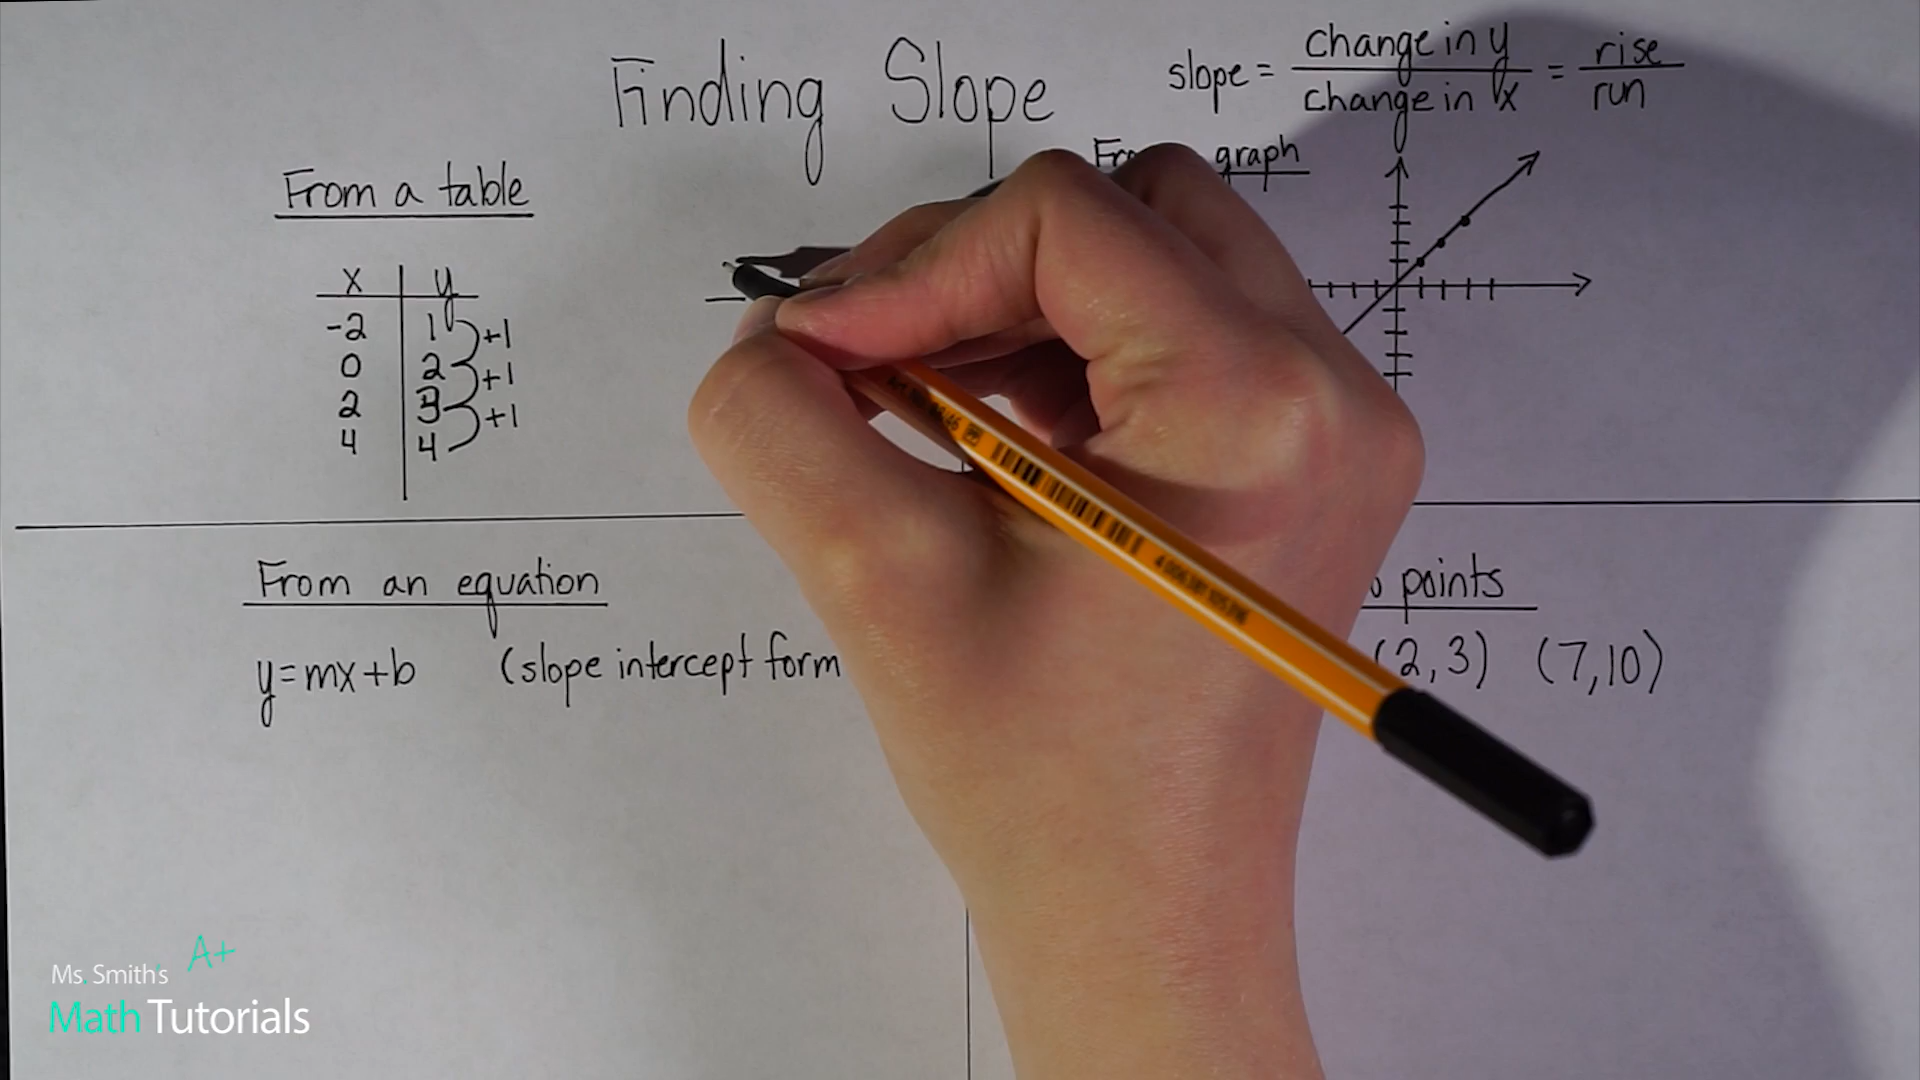 Finding Slope
slope = change in y / change in x = rise / run
From a table
graph
x y
-2 1 +1
0 2 +1
2 3 +1
4 4
From an equation
y=mx+b (slope intercept form
points
(2,3) (7,10)
Ms. Smith's A+
Math Tutorials